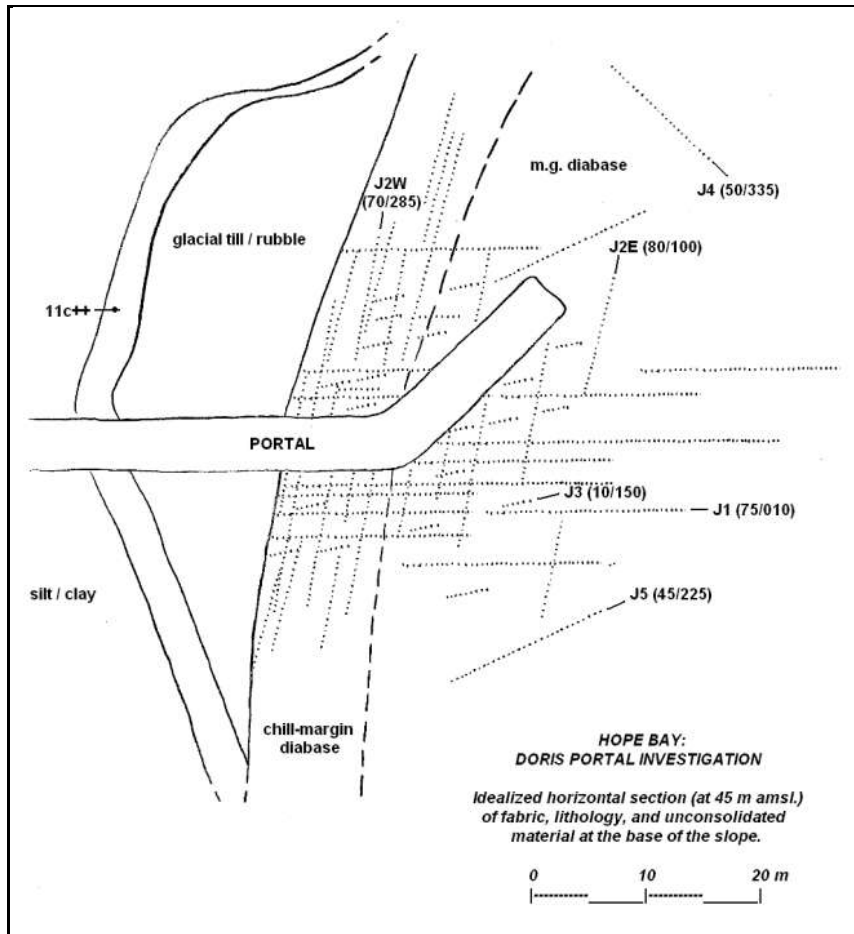 m.g. diabase
J2W
(70/285)
J4 (50/335)
glacial till / rubble
J2E (80/100)
11c++
PORTAL
J3 (10/150)
J1 (75/010)
silt / clay
J5 (45/225)
chill-margin
diabase
HOPE BAY:
DORIS PORTAL INVESTIGATION
Idealized horizontal section (at 45 m amsl.)
of fabric, lithology, and unconsolidated
material at the base of the slope.
0 10 20 m